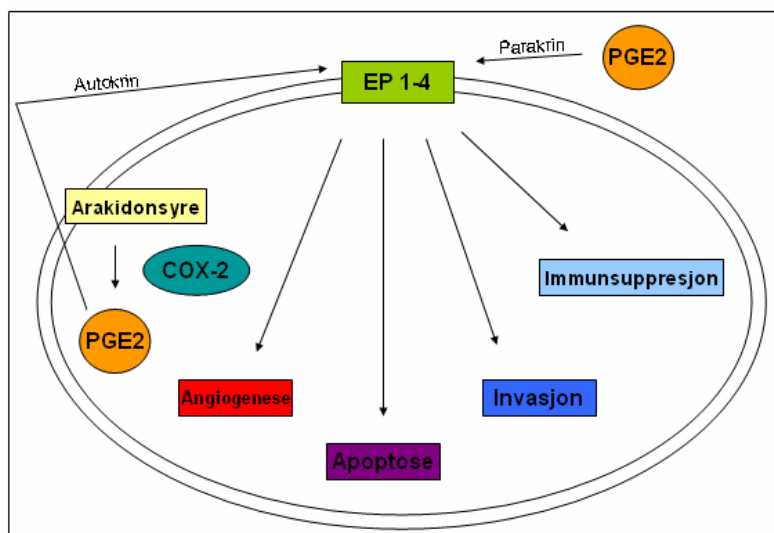 Parakrin
PGE2
Autokrin
EP 1-4
Arakidonsyre
COX-2
Immunsuppresjon
PGE2
Angiogenese
Invasjon
Apoptose